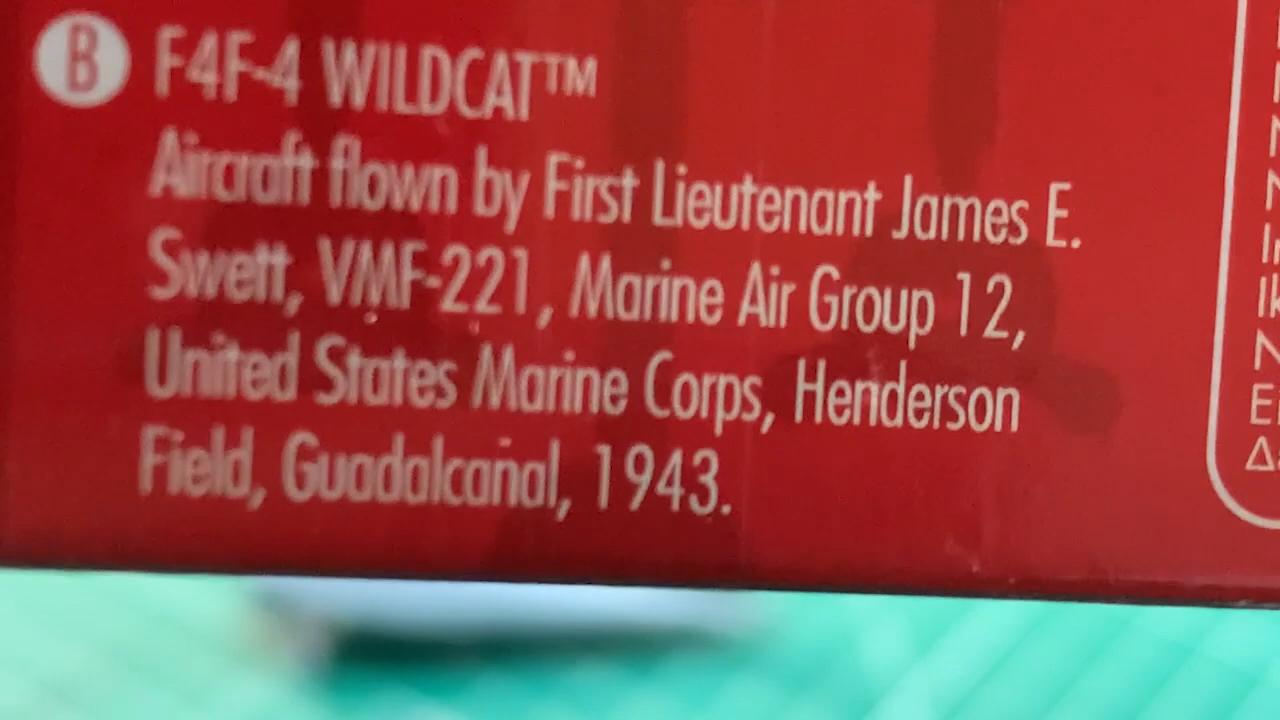 B F4F-4 WILDCAT™
Aircraft flown by First Lieutenant James E.
Swett, VMF-221, Marine Air Group 12,
United States Marine Corps, Henderson
Field, Guadalcanal, 1943.